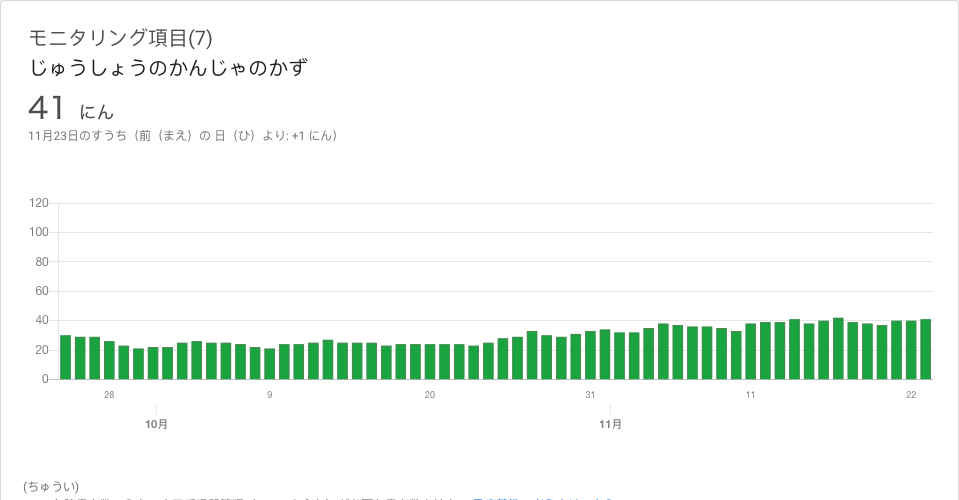 モニタリング項目(7)
じゅうしょうのかんじゃのかず
41 にん
11月23日のすうち（前（まえ）の 日（ひ）より: +1 にん）
120
100
80
60
40
20
0
28 9 20 31 11 22
10月 11月
(ちゅうい)